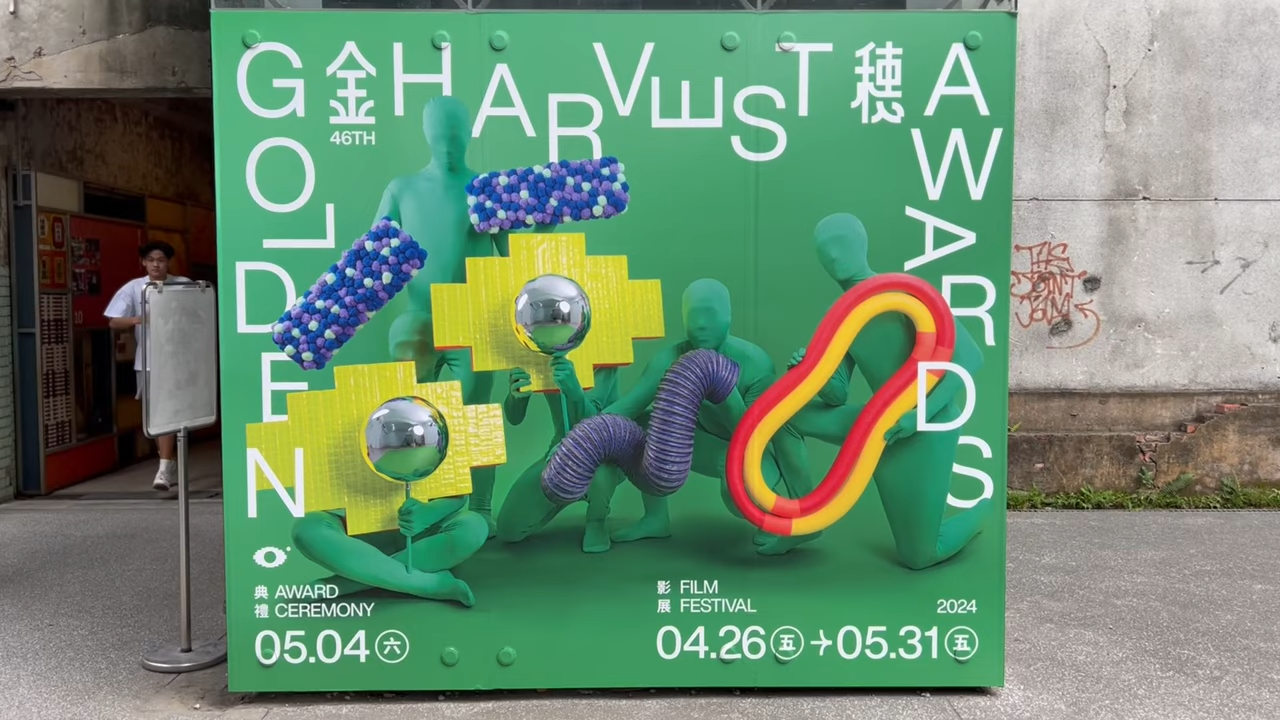 GOLDEN
金
46TH
HARVEST
穗
AWARDS
典禮
AWARD
CEREMONY
05.04 六
影展
FILM
FESTIVAL
2024
04.26 五 → 05.31 五